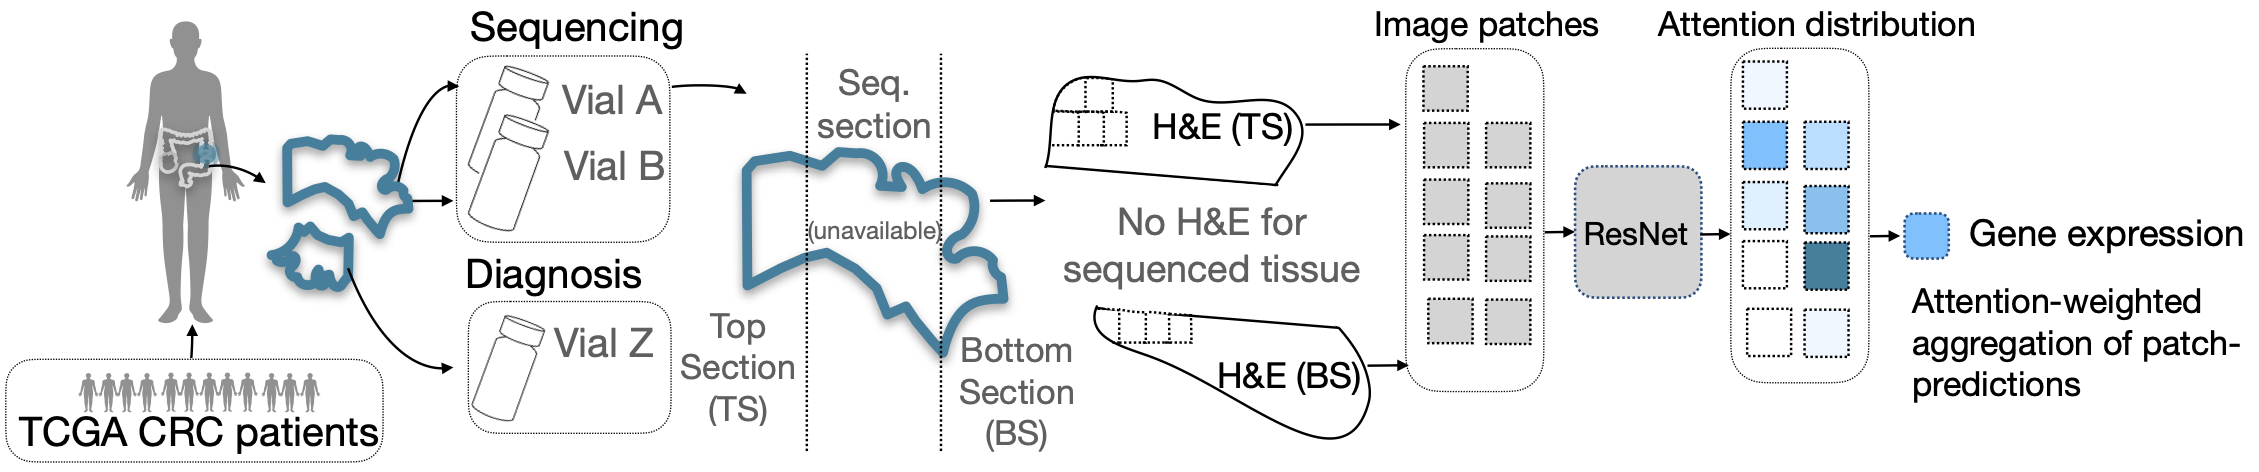 TCGA CRC patients
Sequencing
Vial A
Vial B
Diagnosis
Vial Z
Seq.
section
(unavailable)
Top
Section
(TS)
Bottom
Section
(BS)
H&E (TS)
No H&E for
sequenced tissue
H&E (BS)
Image patches
ResNet
Attention distribution
Gene expression
Attention-weighted
aggregation of patch-
predictions